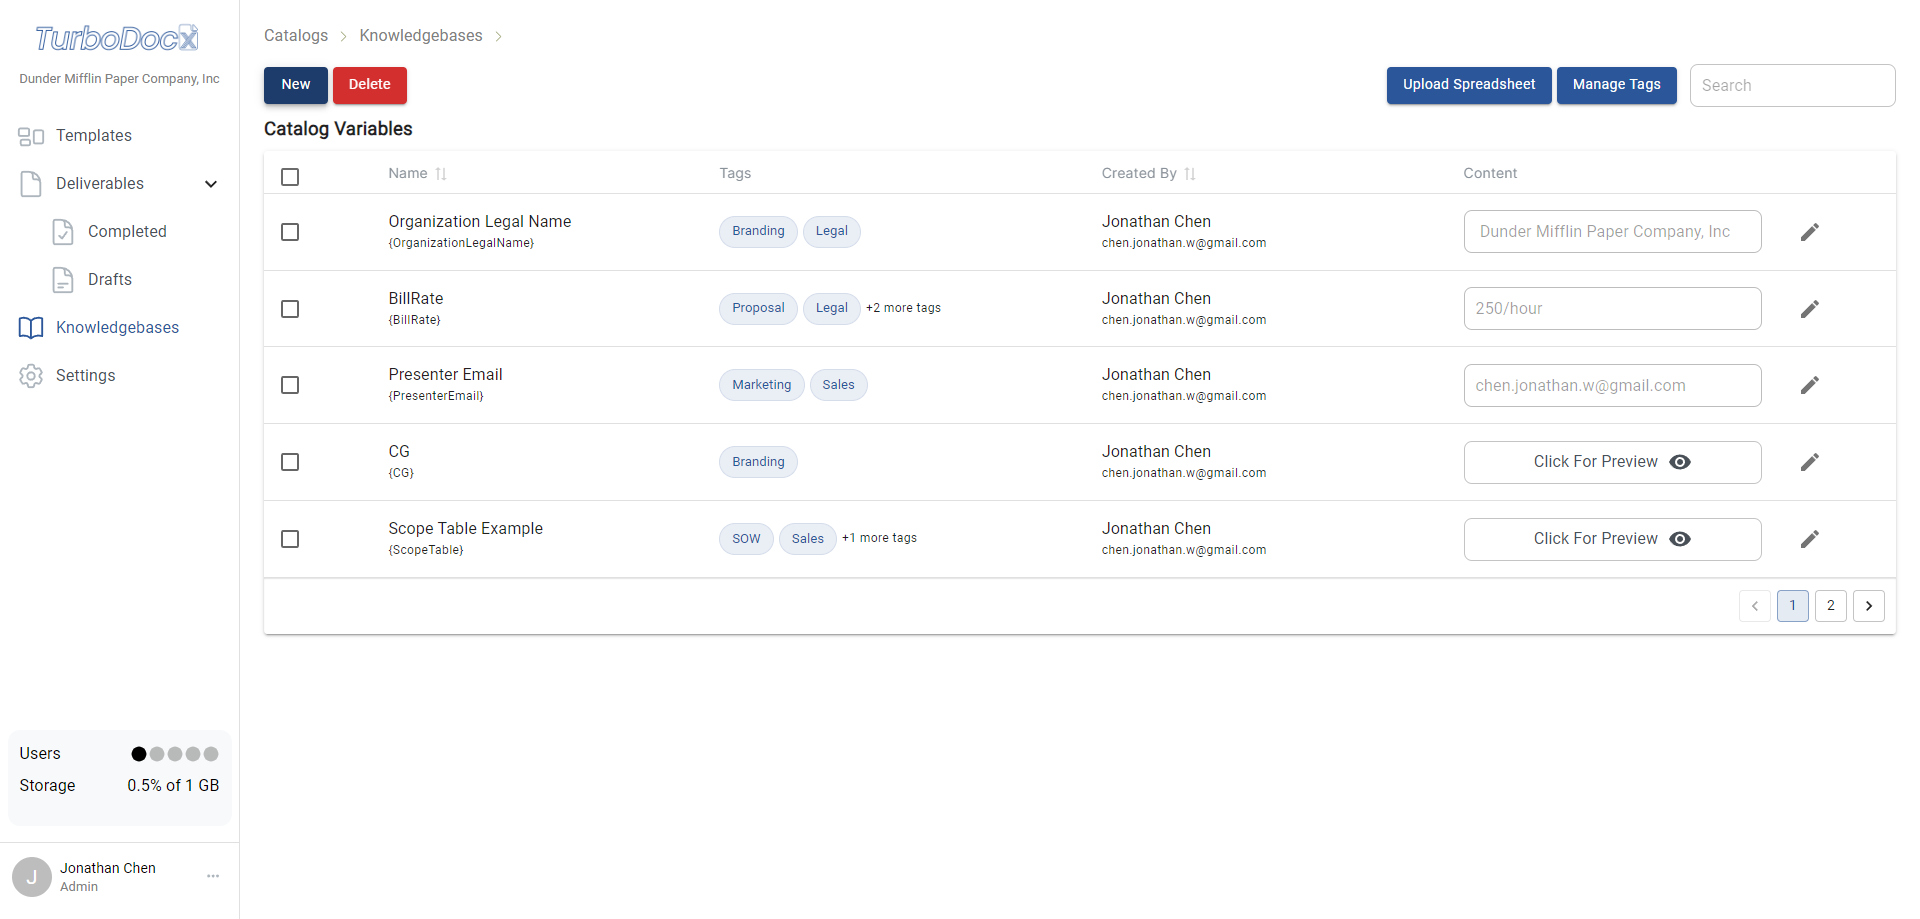 TurboDocX
Dunder Mifflin Paper Company, Inc
Templates
Deliverables
Completed
Drafts
Knowledgebases
Settings
Users
Storage 0.5% of 1 GB
J
Jonathan Chen
Admin
Catalogs Knowledgebases
New Delete Upload Spreadsheet Manage Tags Search
Catalog Variables
Name Tags Created By Content
Organization Legal Name
{OrganizationLegalName}
Branding Legal
Jonathan Chen
chen.jonathan.w@gmail.com
Dunder Mifflin Paper Company, Inc
BillRate
{BillRate}
Proposal Legal +2 more tags
Jonathan Chen
chen.jonathan.w@gmail.com
250/hour
Presenter Email
{PresenterEmail}
Marketing Sales
Jonathan Chen
chen.jonathan.w@gmail.com
chen.jonathan.w@gmail.com
CG
{CG}
Branding
Jonathan Chen
chen.jonathan.w@gmail.com
Click For Preview
Scope Table Example
{ScopeTable}
SOW Sales +1 more tags
Jonathan Chen
chen.jonathan.w@gmail.com
Click For Preview
1 2